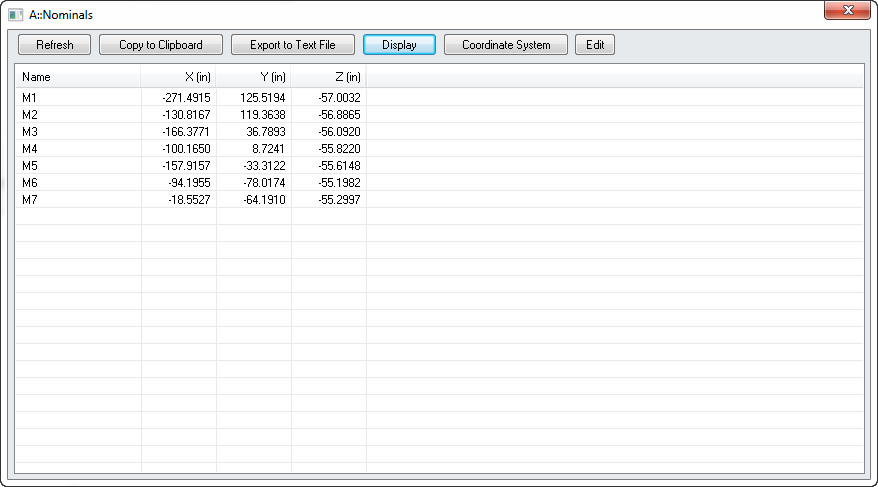 A::Nominals
Refresh Copy to Clipboard Export to Text File Display Coordinate System Edit
Name X (in) Y (in) Z (in)
M1 -271.4915 125.5194 -57.0032
M2 -130.8167 119.3638 -56.8865
M3 -166.3771 36.7893 -56.0920
M4 -100.1650 8.7241 -55.8220
M5 -157.9157 -33.3122 -55.6148
M6 -94.1955 -78.0174 -55.1982
M7 -18.5527 -64.1910 -55.2997